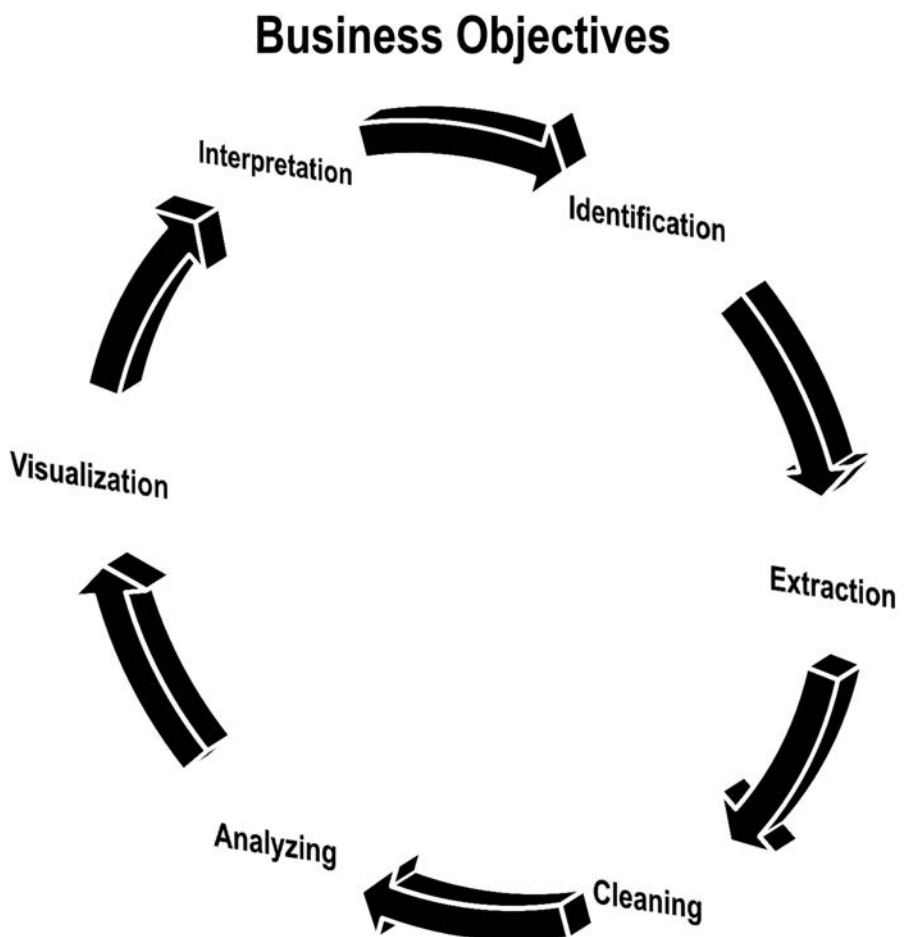 Business Objectives
Interpretation
Identification
Visualization
Extraction
Analyzing
Cleaning